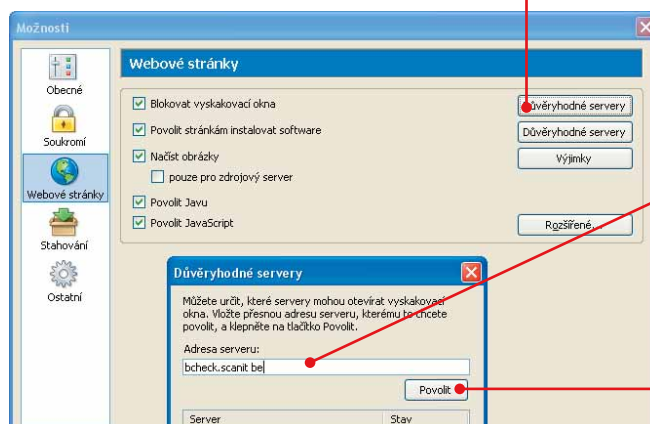 Možnosti
Obecné
Soukromí
Webové stránky
Stahování
Ostatní
Webové stránky
Blokovat vyskakovací okna
Důvěryhodné servery
Povolit stránkám instalovat software
Důvěryhodné servery
Načíst obrázky
Výjimky
pouze pro zdrojový server
Povolit Javu
Povolit JavaScript
Rozšířené...
Důvěryhodné servery
Můžete určit, které servery mohou otevírat vyskakovací
okna. Vložte přesnou adresu serveru, kterému to chcete
povolit, a klepněte na tlačítko Povolit.
Adresa serveru:
bcheck.scanit be
Povolit
Server
Stav